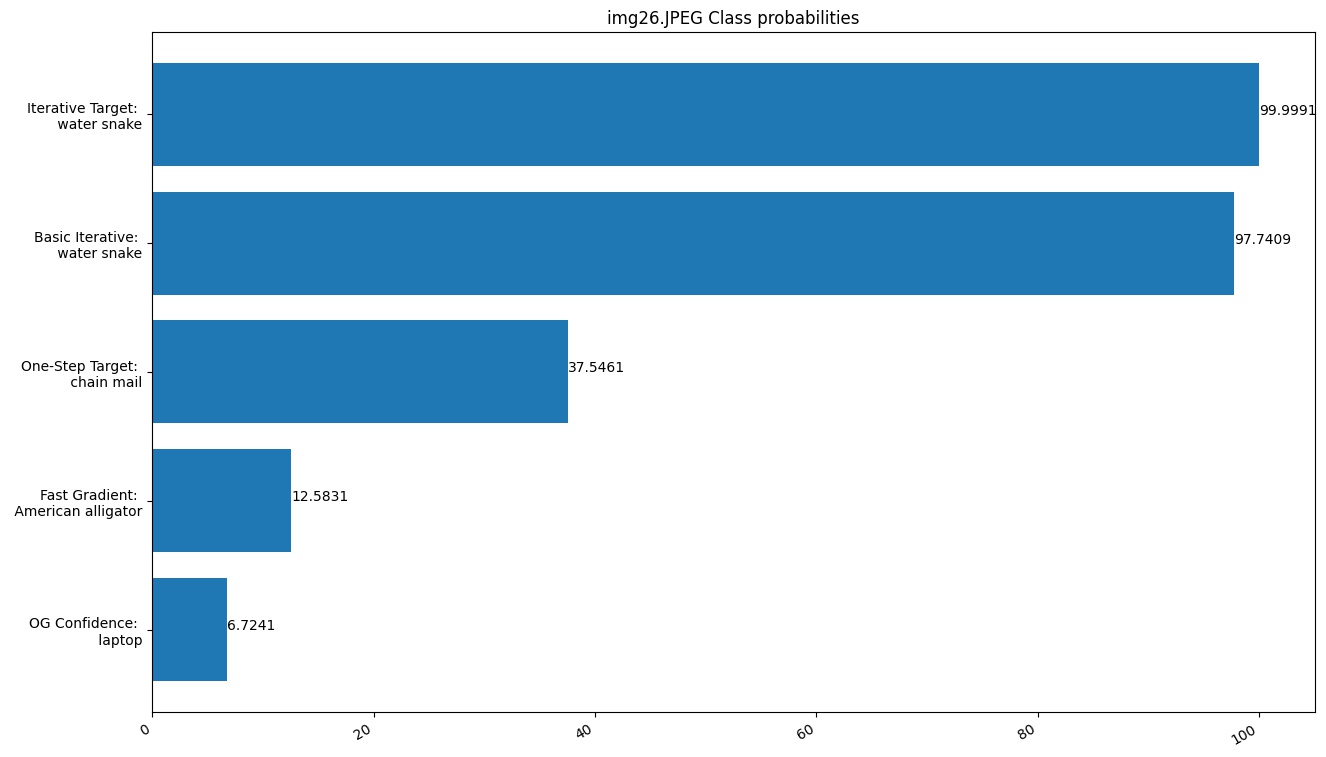 img26.JPEG Class probabilities
Iterative Target:
water snake
99.9991
Basic Iterative:
water snake
97.7409
One-Step Target:
chain mail
37.5461
Fast Gradient:
American alligator
12.5831
OG Confidence:
laptop
6.7241
0
20
40
60
80
100